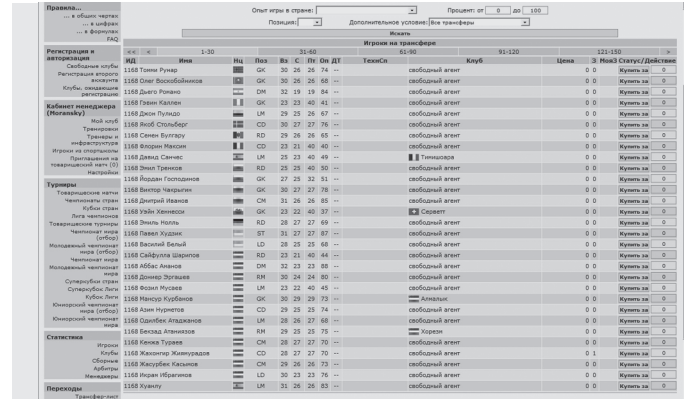 Правила...
... в общих чертах
... в цифрах
... в формулах
FAQ
Регистрация и авторизация
Свободные клубы
Регистрация второго аккаунта
Клубы, ожидающие регистрацию
Кабинет менеджера (Moransky)
Мой клуб
Тренировки
Тренеры и инфраструктура
Игроки из спортшколы
Приглашения на товарищеский матч (0)
Настройки
Турниры
Товарищеские матчи
Чемпионаты стран
Кубки стран
Лига чемпионов
Товарищеские турниры
Чемпионат мира (отбор)
Молодежный чемпионат мира (отбор)
Чемпионат мира
Молодежный чемпионат мира
Суперкубки стран
Суперкубок Лиги
Кубок Лиги
Юниорский чемпионат мира (отбор)
Юниорский чемпионат мира
Статистика
Игроки
Клубы
Сборные
Арбитры
Менеджеры
Переходы
Трансфер-лист
Опыт игры в стране: Процент: от 0 до 100
Позиция: Дополнительное условие: Все трансферы
Искать
Игроки на трансфере
<< < 1-30 31-60 61-90 91-120 121-150 >
ИД Имя Нц Поз Вз С Пт Оп ДТ ТехнСп Клуб Цена З МояЗ Статус/Действие
1168 Томми Рунар GK 30 26 26 74 -- свободный агент 0 0 Купить за 0
1168 Олег Воскобойников GK 30 26 26 68 -- свободный агент 0 0 Купить за 0
1168 Дьего Романо DM 32 19 19 84 -- свободный агент 0 0 Купить за 0
1168 Гэвин Каллен GK 23 23 40 41 -- свободный агент 0 0 Купить за 0
1168 Джон Пулидо LM 29 25 26 67 -- свободный агент 0 0 Купить за 0
1168 Якоб Стольберг CD 30 27 27 76 -- свободный агент 0 0 Купить за 0
1168 Семен Булгару RD 29 26 26 65 -- свободный агент 0 0 Купить за 0
1168 Флорин Максим CD 23 21 40 40 -- свободный агент 0 0 Купить за 0
1168 Давид Санчес LM 25 23 40 49 -- Тимишоара 0 0 Купить за 0
1168 Эмил Тренков RD 25 25 40 50 -- свободный агент 0 0 Купить за 0
1168 Йордан Господинов GK 27 25 32 51 -- свободный агент 0 0 Купить за 0
1168 Виктор Чахрыгин GK 30 27 27 78 -- свободный агент 0 0 Купить за 0
1168 Дмитрий Иванов CM 31 26 26 85 -- свободный агент 0 0 Купить за 0
1168 Уэйн Хеннесси GK 23 22 40 37 -- Серветт 0 0 Купить за 0
1168 Эмиль Нолль RD 28 27 27 69 -- свободный агент 0 0 Купить за 0
1168 Павел Худзик ST 31 27 27 87 -- свободный агент 0 0 Купить за 0
1168 Василий Белый LD 28 25 25 68 -- свободный агент 0 0 Купить за 0
1168 Сайфулла Шарипов RD 23 21 40 44 -- свободный агент 0 0 Купить за 0
1168 Аббас Ананов DM 32 23 23 88 -- свободный агент 0 0 Купить за 0
1168 Дониер Эргашев RM 30 24 24 80 -- свободный агент 0 0 Купить за 0
1168 Фозил Мусаев LM 23 22 40 45 -- свободный агент 0 0 Купить за 0
1168 Мансур Курбанов GK 30 29 29 73 -- Алмалык 0 0 Купить за 0
1168 Азим Нурметов CD 29 25 25 74 -- свободный агент 0 0 Купить за 0
1168 Одилбек Атаджанов LM 28 26 27 68 -- свободный агент 0 0 Купить за 0
1168 Бекзад Атаниязов RM 29 25 25 75 -- Хорезм 0 0 Купить за 0
1168 Кенжа Тураев CM 28 27 27 70 -- свободный агент 0 0 Купить за 0
1168 Жахонгир Жиямурадов CD 28 27 27 70 -- свободный агент 0 1 Купить за 0
1168 Жасурбек Касымов CM 29 26 26 73 -- свободный агент 0 0 Купить за 0
1168 Икрам Ибрагимов LD 30 23 23 76 -- свободный агент 0 0 Купить за 0
1168 Хуанлу LM 31 26 26 83 -- свободный агент 0 0 Купить за 0